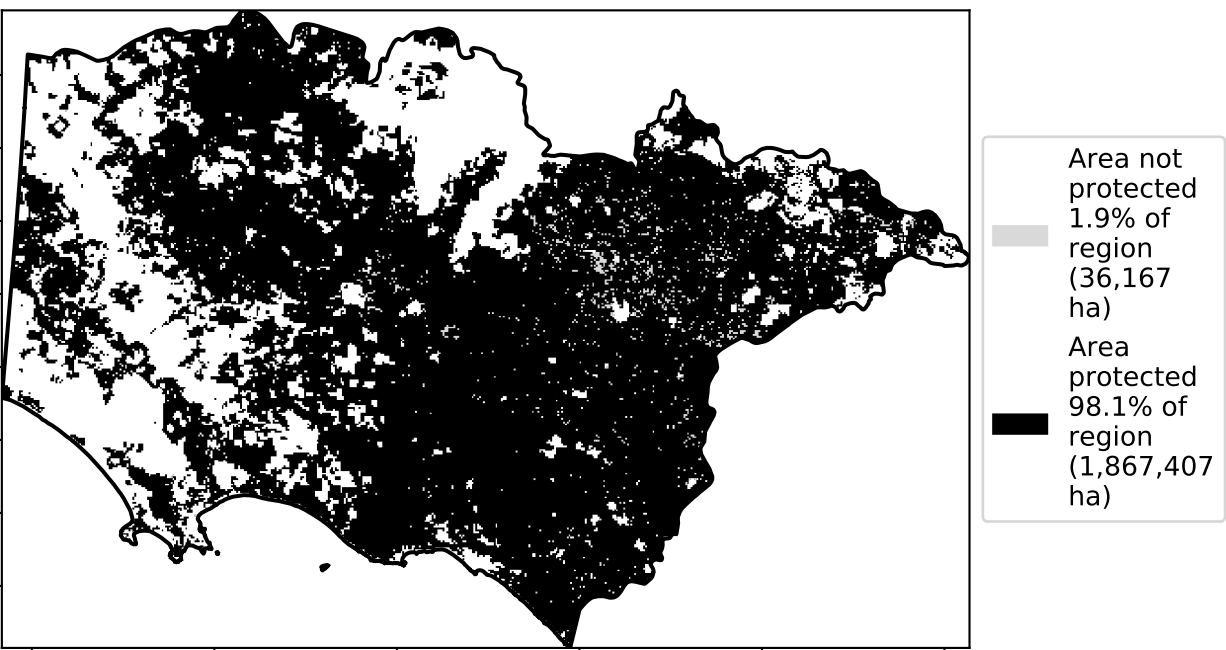 Area not
protected
1.9% of
region
(36,167
ha)
Area
protected
98.1% of
region
(1,867,407
ha)